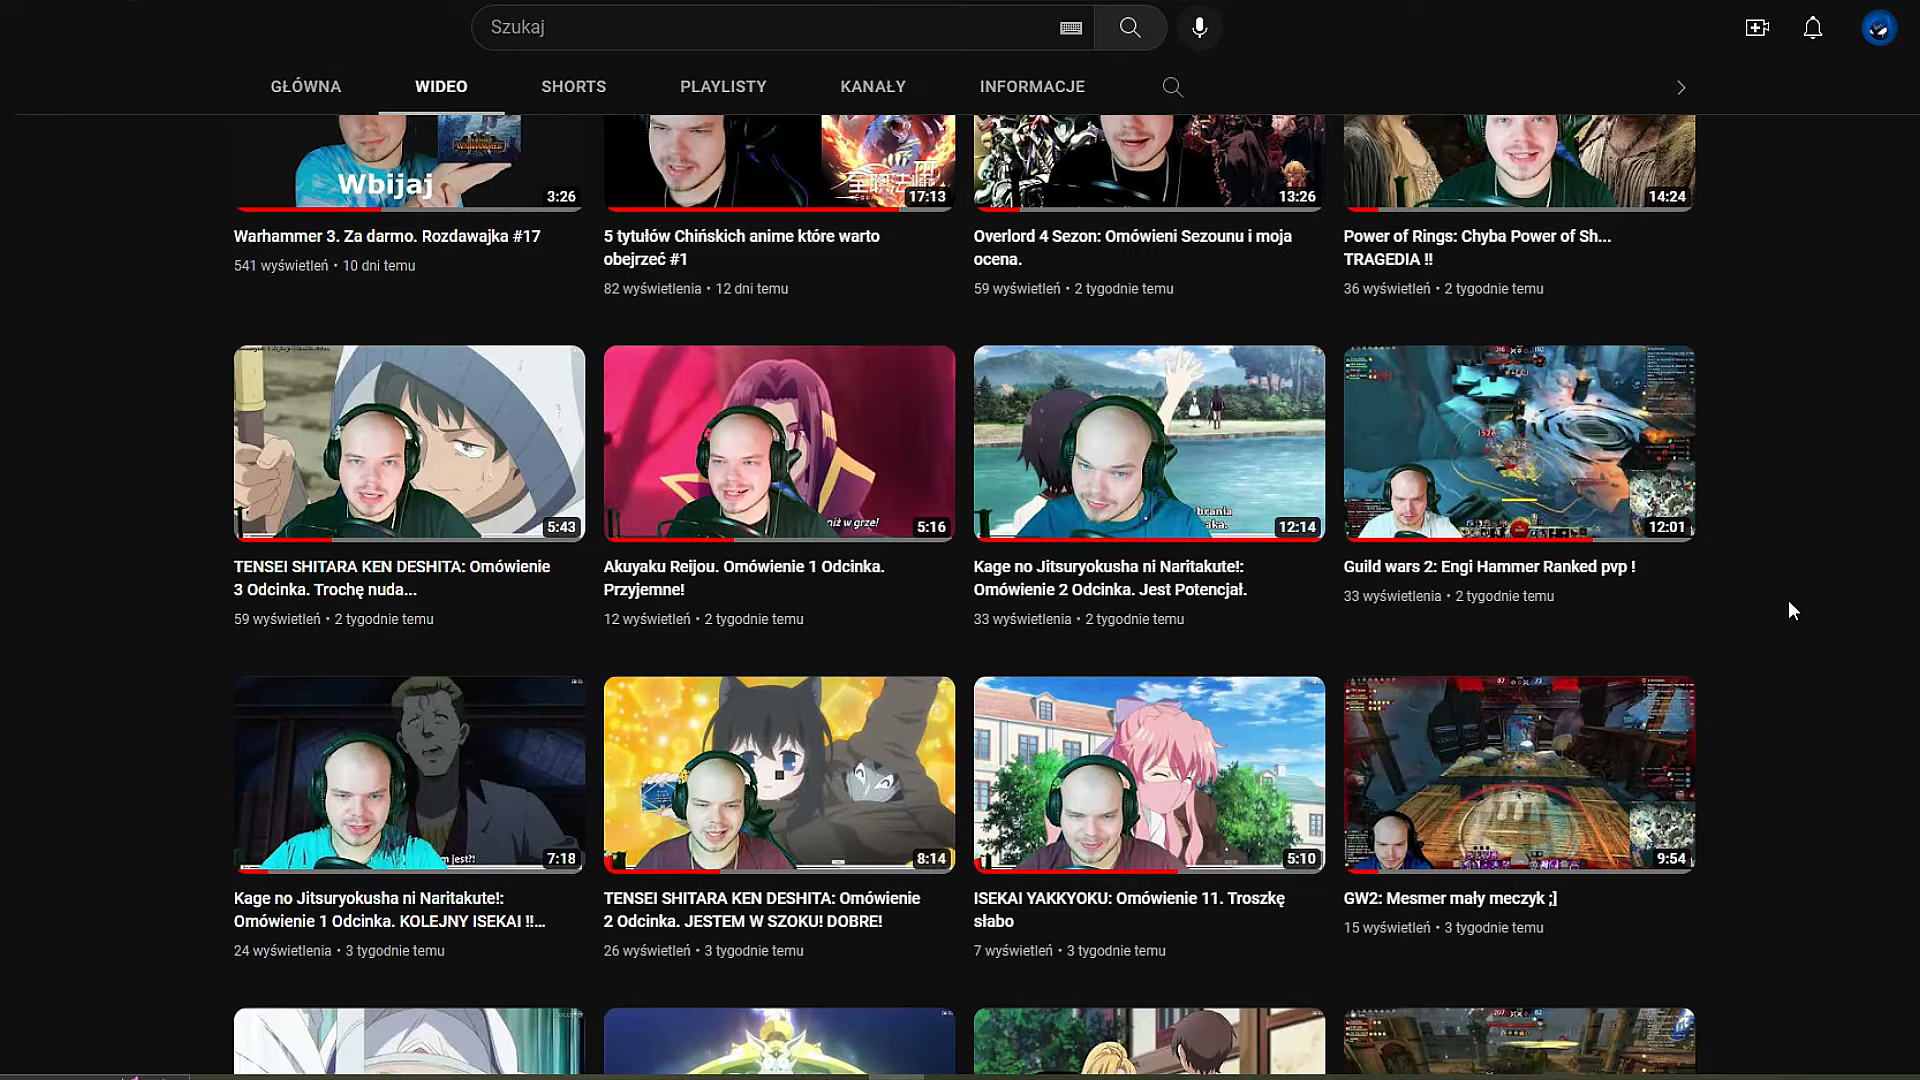 Szukaj
GŁÓWNA WIDEO SHORTS PLAYLISTY KANAŁY INFORMACJE
Wbijaj
3:26
17:13
13:26
14:24
Warhammer 3. Za darmo. Rozdawajka #17
541 wyświetleń • 10 dni temu
5 tytułów Chińskich anime które warto
obejrzeć #1
82 wyświetlenia • 12 dni temu
Overlord 4 Sezon: Omówieni Sezounu i moja
ocena.
59 wyświetleń • 2 tygodnie temu
Power of Rings: Chyba Power of Sh...
TRAGEDIA !!
36 wyświetleń • 2 tygodnie temu
5:43
niż w grze!
5:16
12:14
12:01
TENSEI SHITARA KEN DESHITA: Omówienie
3 Odcinka. Trochę nuda...
59 wyświetleń • 2 tygodnie temu
Akuyaku Reijou. Omówienie 1 Odcinka.
Przyjemne!
12 wyświetleń • 2 tygodnie temu
Kage no Jitsuryokusha ni Naritakute!:
Omówienie 2 Odcinka. Jest Potencjał.
33 wyświetlenia • 2 tygodnie temu
Guild wars 2: Engi Hammer Ranked pvp !
33 wyświetlenia • 2 tygodnie temu
jest?!
7:18
8:14
5:10
9:54
Kage no Jitsuryokusha ni Naritakute!:
Omówienie 1 Odcinka. KOLEJNY ISEKAI !!...
24 wyświetlenia • 3 tygodnie temu
TENSEI SHITARA KEN DESHITA: Omówienie
2 Odcinka. JESTEM W SZOKU! DOBRE!
26 wyświetleń • 3 tygodnie temu
ISEKAI YAKKYOKU: Omówienie 11. Troszkę
słabo
7 wyświetleń • 3 tygodnie temu
GW2: Mesmer mały meczyk ;]
15 wyświetleń • 3 tygodnie temu